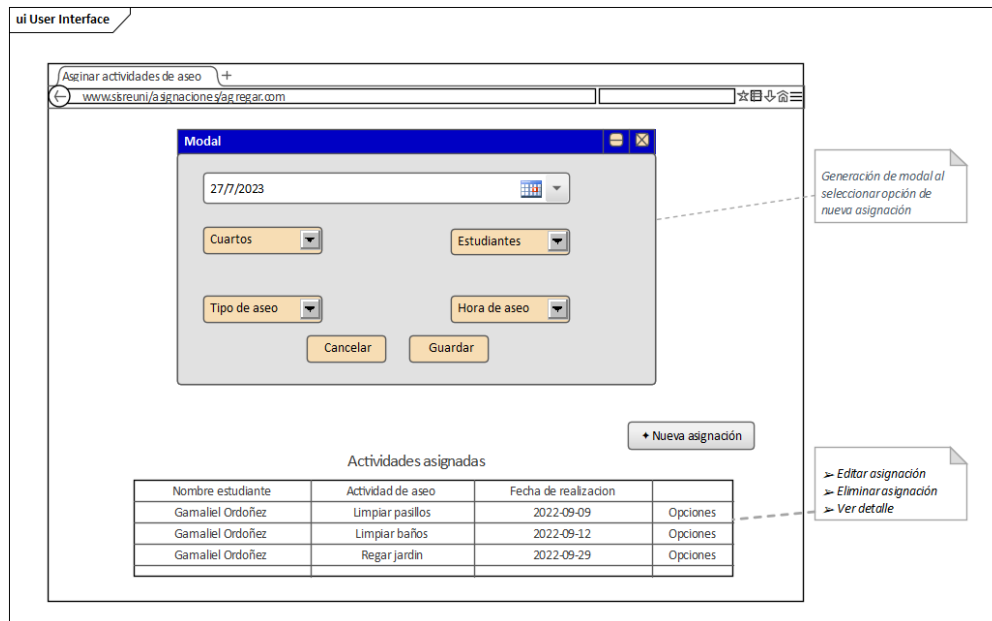 ui User Interface
Asginar actividades de aseo
www.sisreuni/asignaciones/agregar.com
Modal
27/7/2023
Cuartos
Estudiantes
Tipo de aseo
Hora de aseo
Cancelar
Guardar
Generación de modal al
seleccionar opción de
nueva asignación
+ Nueva asignación
Actividades asignadas
Nombre estudiante Actividad de aseo Fecha de realizacion
Gamaliel Ordoñez Limpiar pasillos 2022-09-09 Opciones
Gamaliel Ordoñez Limpiar baños 2022-09-12 Opciones
Gamaliel Ordoñez Regar jardin 2022-09-29 Opciones
➢ Editar asignación
➢ Eliminar asignación
➢ Ver detalle